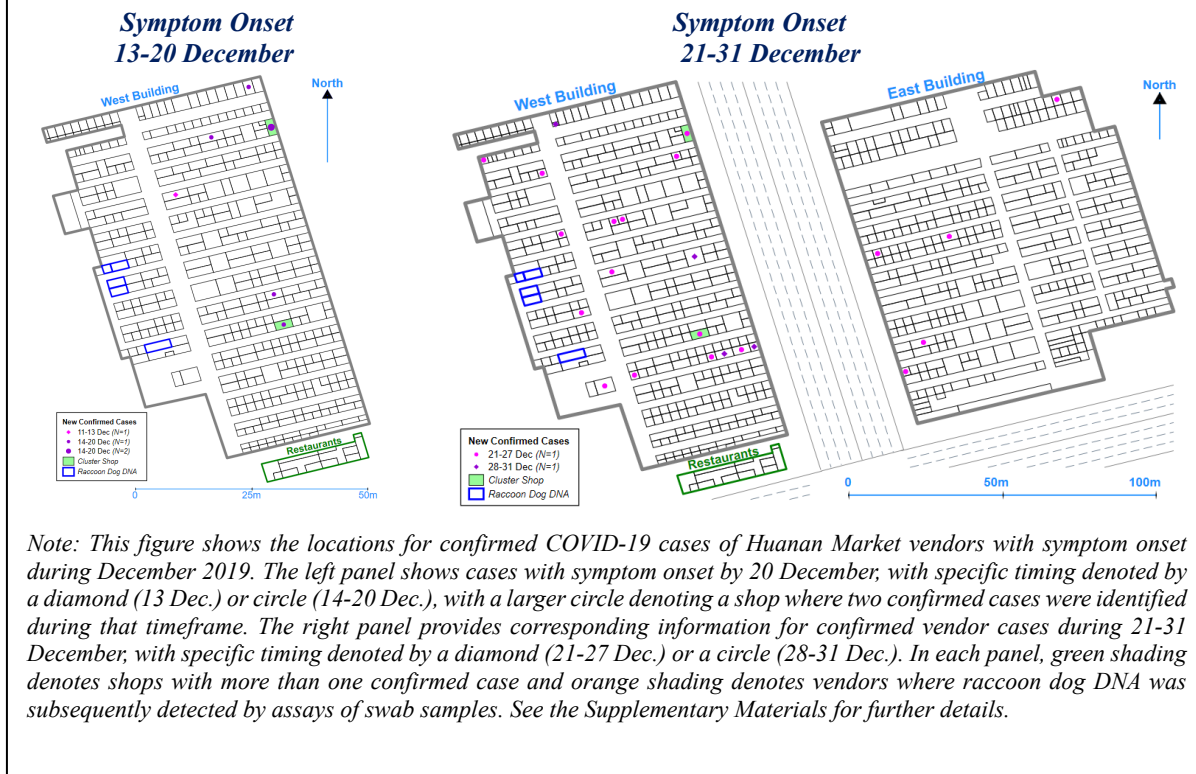 Symptom Onset
13-20 December
Symptom Onset
21-31 December
West Building
North
New Confirmed Cases
11-13 Dec (N=1)
14-20 Dec (N=1)
14-20 Dec (N=2)
Cluster Shop
Raccoon Dog DNA
Restaurants
0
25m
50m
West Building
East Building
North
New Confirmed Cases
21-27 Dec (N=1)
28-31 Dec (N=1)
Cluster Shop
Raccoon Dog DNA
Restaurants
0
50m
100m
Note: This figure shows the locations for confirmed COVID-19 cases of Huanan Market vendors with symptom onset
during December 2019. The left panel shows cases with symptom onset by 20 December, with specific timing denoted by
a diamond (13 Dec.) or circle (14-20 Dec.), with a larger circle denoting a shop where two confirmed cases were identified
during that timeframe. The right panel provides corresponding information for confirmed vendor cases during 21-31
December, with specific timing denoted by a diamond (21-27 Dec.) or a circle (28-31 Dec.). In each panel, green shading
denotes shops with more than one confirmed case and orange shading denotes vendors where raccoon dog DNA was
subsequently detected by assays of swab samples. See the Supplementary Materials for further details.